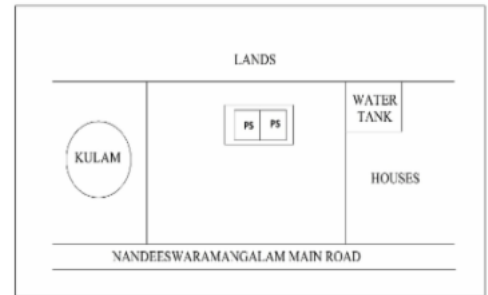 LANDS
WATER
TANK
PS PS
KULAM
HOUSES
NANDEESWARAMANGALAM MAIN ROAD